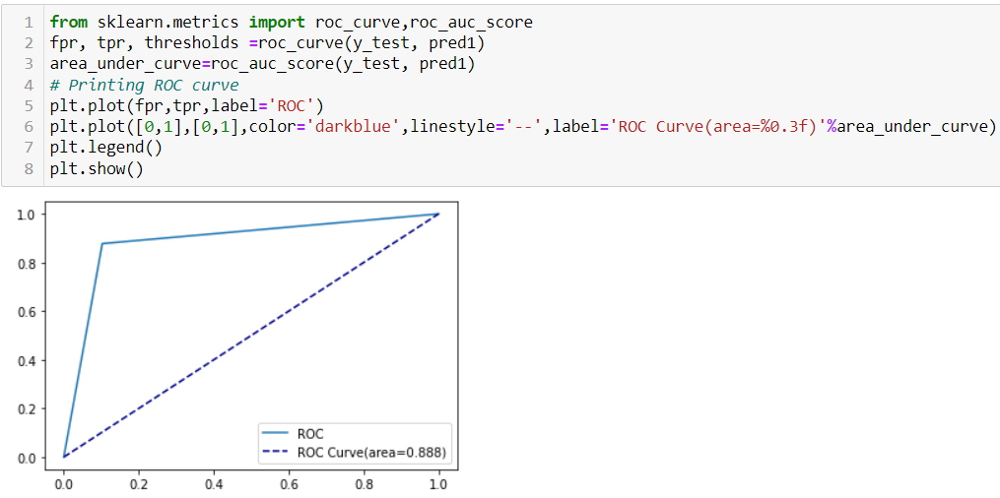 1 from sklearn.metrics import roc_curve,roc_auc_score
2 fpr, tpr, thresholds =roc_curve(y_test, pred1)
3 area_under_curve=roc_auc_score(y_test, pred1)
4 # Printing ROC curve
5 plt.plot(fpr,tpr,label='ROC')
6 plt.plot([0,1],[0,1],color='darkblue',linestyle='--',label='ROC Curve(area=%0.3f)'%area_under_curve)
7 plt.legend()
8 plt.show()
1.0
0.8
0.6
0.4
0.2
0.0
ROC
ROC Curve(area=0.888)
0.0 0.2 0.4 0.6 0.8 1.0